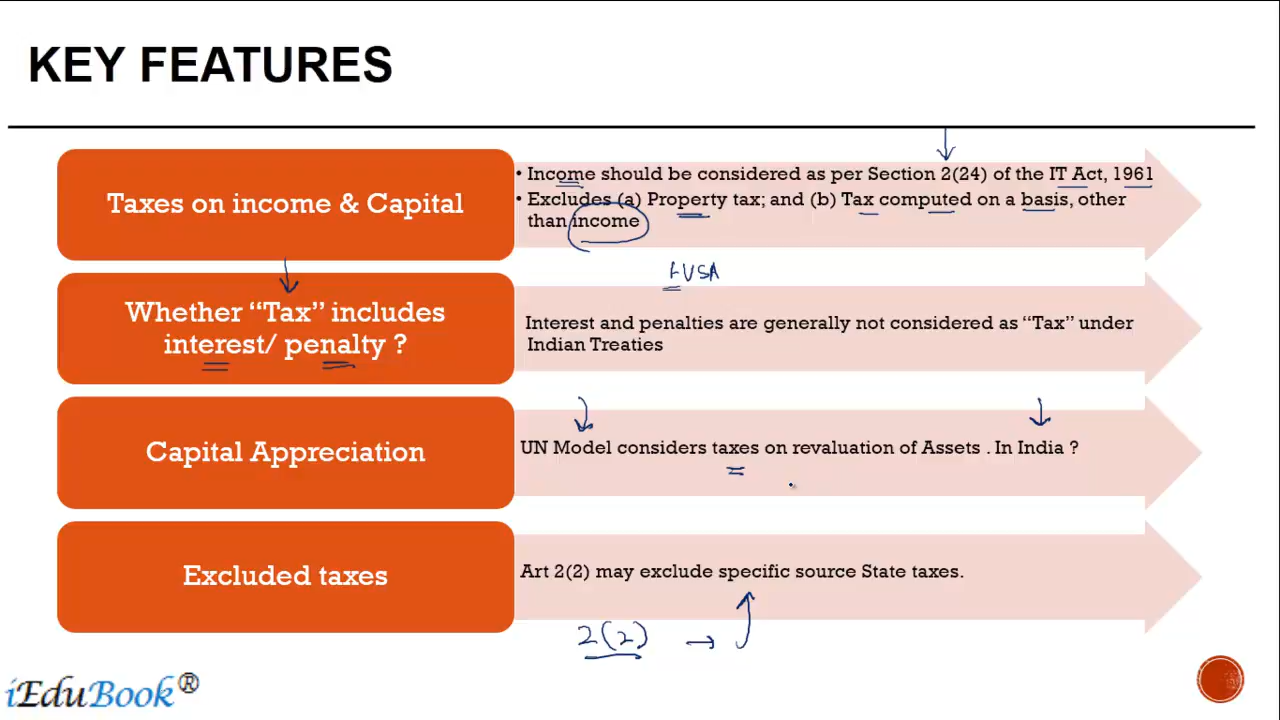 KEY FEATURES
Taxes on income & Capital
• Income should be considered as per Section 2(24) of the IT Act, 1961
• Excludes (a) Property tax; and (b) Tax computed on a basis, other
than income
Whether “Tax” includes
interest/ penalty ?
USA
Interest and penalties are generally not considered as “Tax” under
Indian Treaties
Capital Appreciation
UN Model considers taxes on revaluation of Assets . In India ?
Excluded taxes
Art 2(2) may exclude specific source State taxes.
2(2) →
iEduBook®